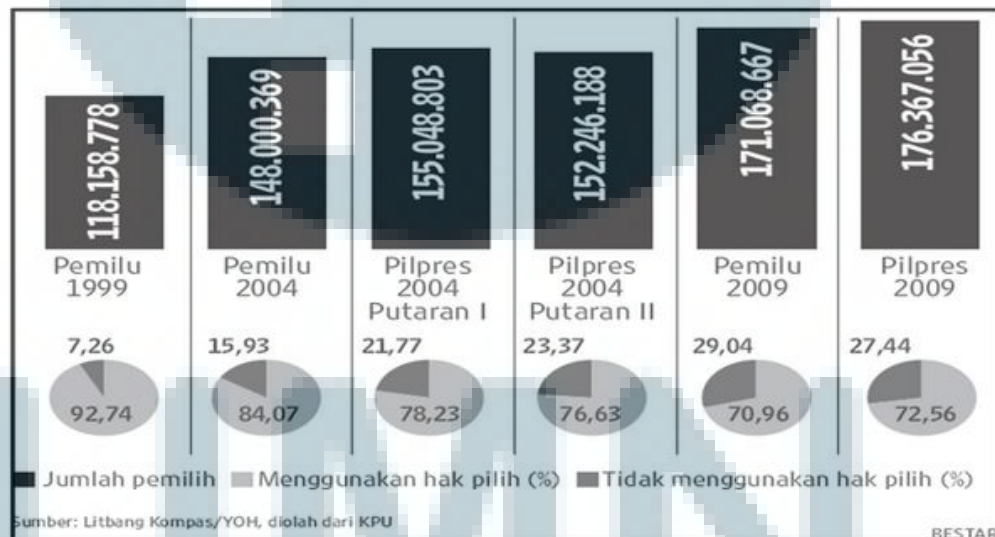 118.158.778
148.000.369
155.048.803
152.246.188
171.068.667
176.367.056
Pemilu
1999
Pemilu
2004
Pilpres
2004
Putaran I
Pilpres
2004
Putaran II
Pemilu
2009
Pilpres
2009
7,26
92,74
15,93
84,07
21,77
78,23
23,37
76,63
29,04
70,96
27,44
72,56
Jumlah pemilih Menggunakan hak pilih (%) Tidak menggunakan hak pilih (%)
Sumber: Litbang Kompas/YOH, diolah dari KPU
BESTAR